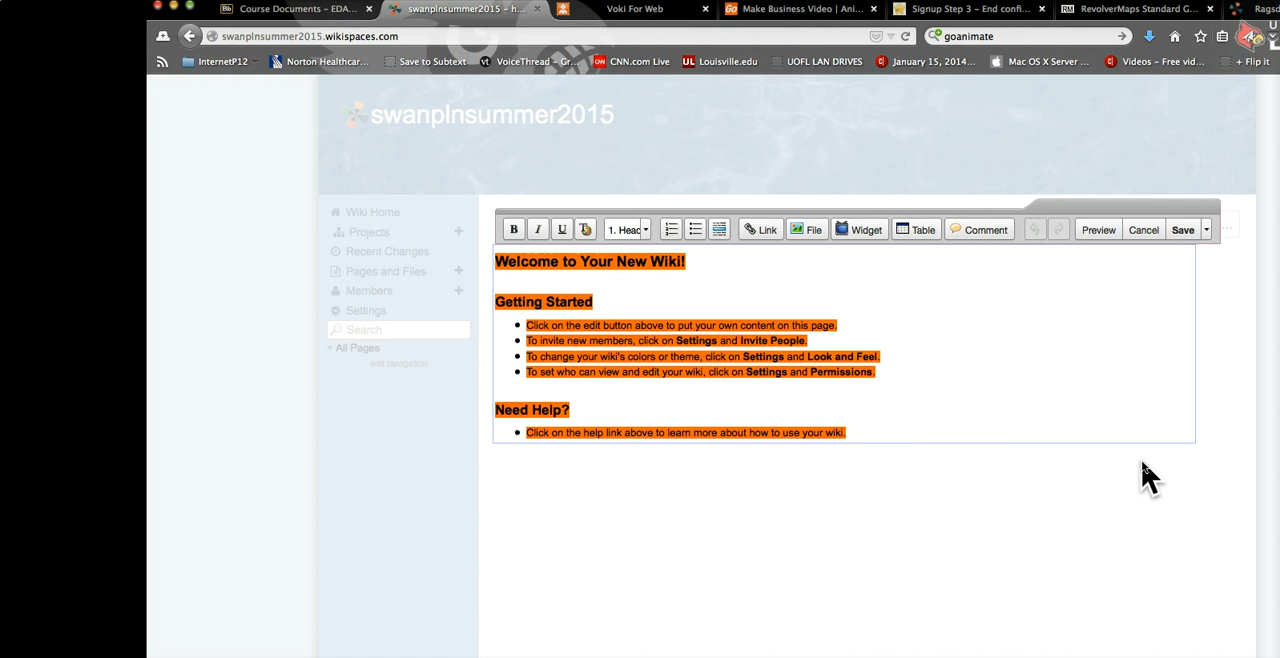 Course Documents – EDA...
swanplnsummer2015 – h...
Voki For Web
Go Make Business Video | Ani...
Signup Step 3 – End confi...
RM RevolverMaps Standard G...
Ragsd
swanplnsummer2015.wikispaces.com
goanimate
InternetP12
Norton Healthcar...
Save to Subtext
VoiceThread – Gr...
CNN.com Live
UL Louisville.edu
UOFL LAN DRIVES
January 15, 2014...
Mac OS X Server ...
Videos – Free vid...
+ Flip it
swanplnsummer2015
Wiki Home
Projects
Recent Changes
Pages and Files
Members
Settings
Search
All Pages
edit navigation
B I U 1. Head Link File Widget Table Comment Preview Cancel Save
Welcome to Your New Wiki!
Getting Started
Click on the edit button above to put your own content on this page.
To invite new members, click on Settings and Invite People.
To change your wiki's colors or theme, click on Settings and Look and Feel.
To set who can view and edit your wiki, click on Settings and Permissions.
Need Help?
Click on the help link above to learn more about how to use your wiki.